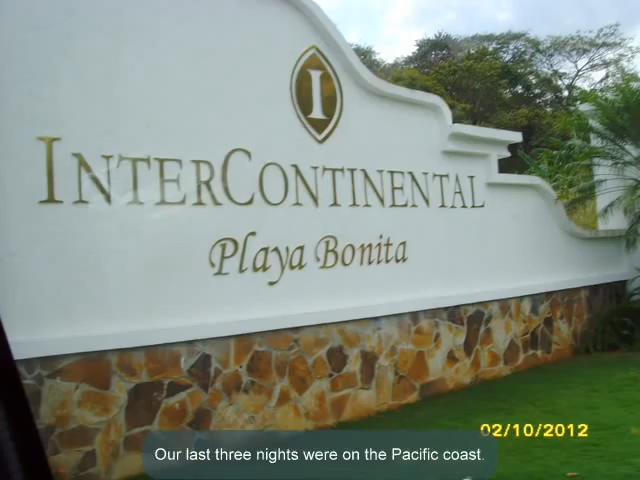 I
INTERCONTINENTAL
Playa Bonita
02/10/2012
Our last three nights were on the Pacific coast.